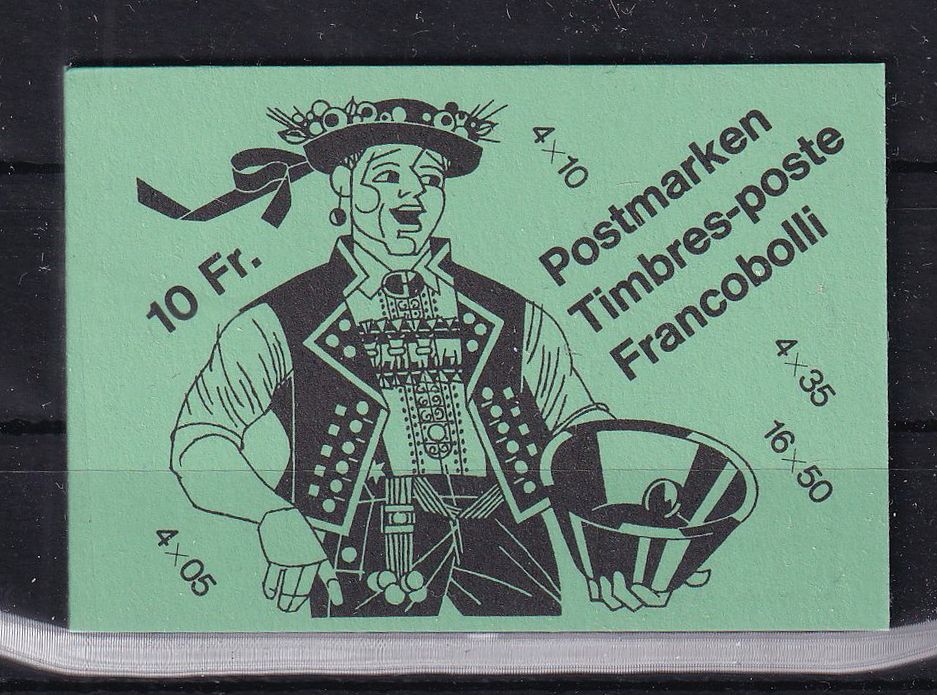 10 Fr.
4×10
Postmarken
Timbres-poste
Francobolli
4×35
16×50
4×05